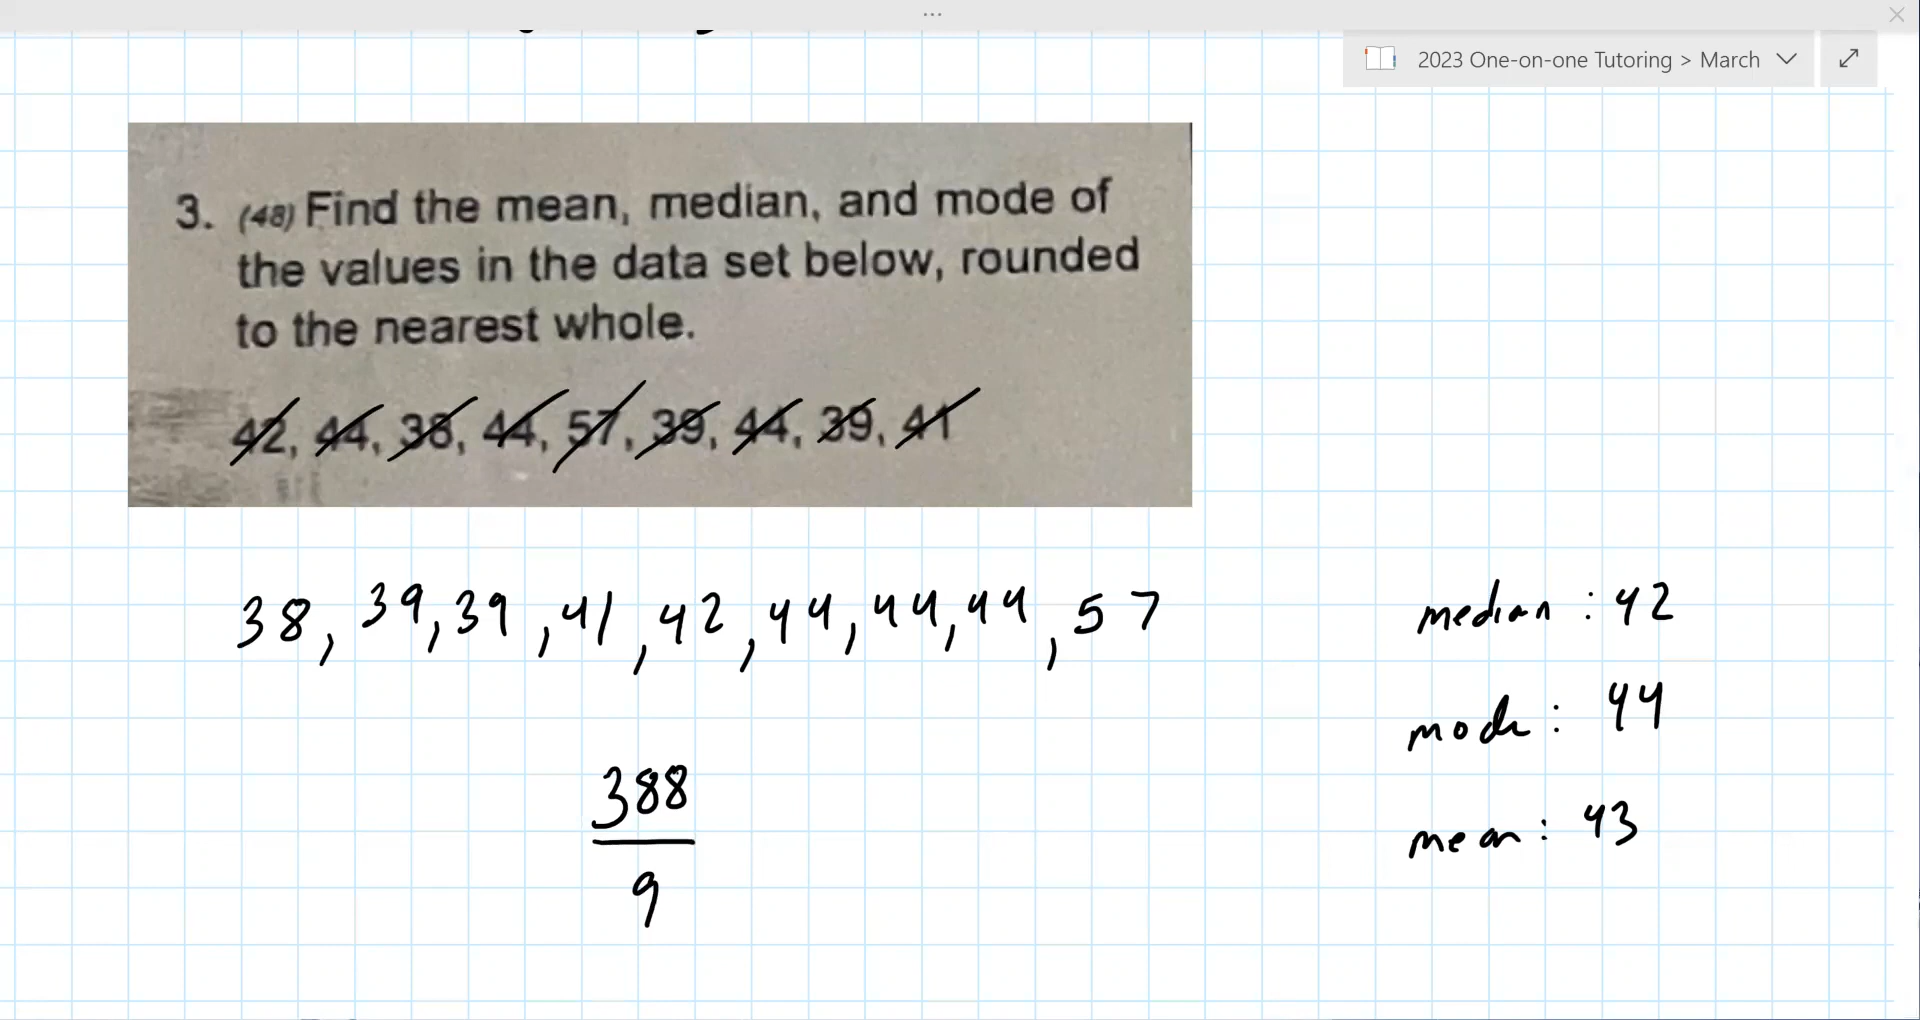 ...
2023 One-on-one Tutoring > March
3. (48) Find the mean, median, and mode of
the values in the data set below, rounded
to the nearest whole.
42, 44, 38, 44, 57, 39, 44, 39, 41
38, 39, 39, 41, 42, 44, 44, 44, 57
median : 42
mode : 44
388
9
mean : 43